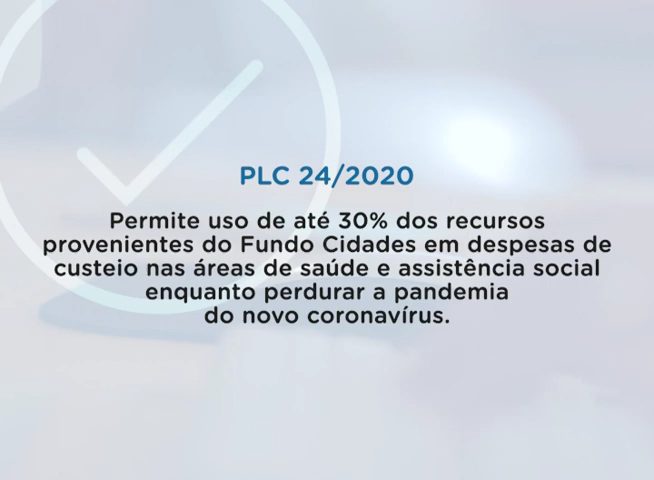 PLC 24/2020
Permite uso de até 30% dos recursos
provenientes do Fundo Cidades em despesas de
custeio nas áreas de saúde e assistência social
enquanto perdurar a pandemia
do novo coronavírus.